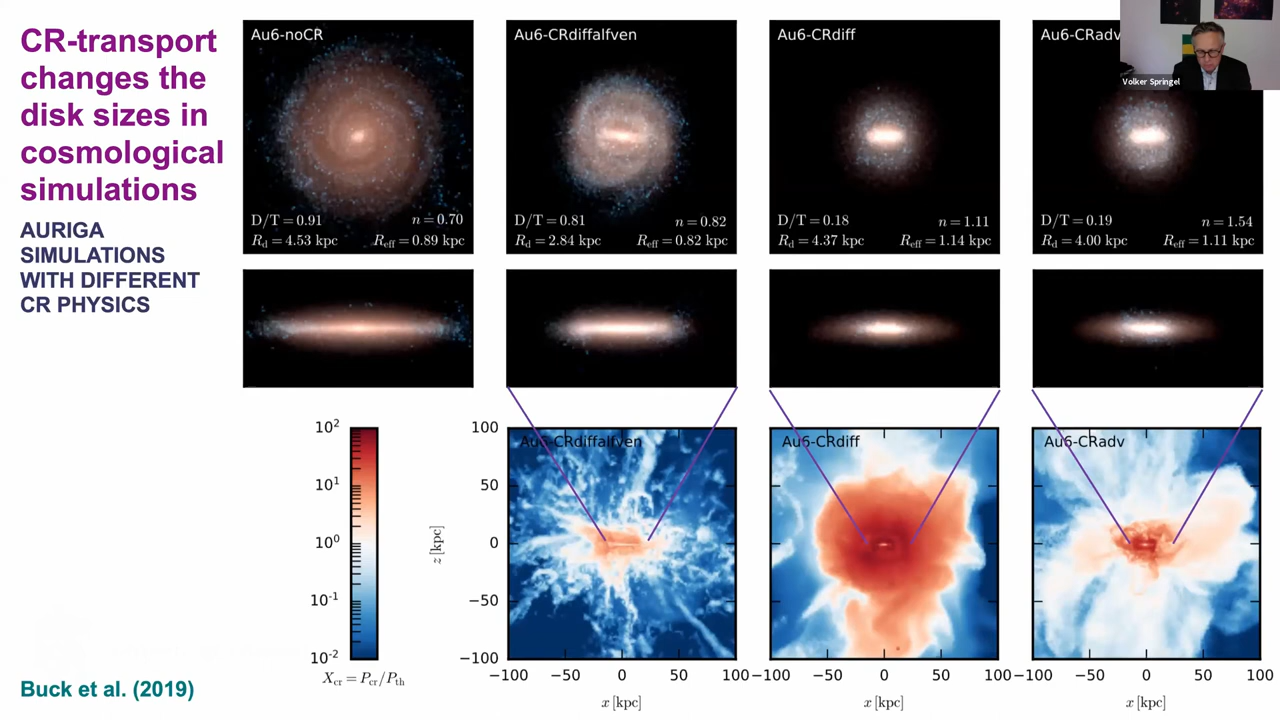 CR-transport
changes the
disk sizes in
cosmological
simulations
AURIGA
SIMULATIONS
WITH DIFFERENT
CR PHYSICS
Au6-noCR
D/T = 0.91
n = 0.70
R_d = 4.53 kpc
R_eff = 0.89 kpc
Au6-CRdiffalfven
D/T = 0.81
n = 0.82
R_d = 2.84 kpc
R_eff = 0.82 kpc
Au6-CRdiff
D/T = 0.18
n = 1.11
R_d = 4.37 kpc
R_eff = 1.14 kpc
Au6-CRadv
D/T = 0.19
n = 1.54
R_d = 4.00 kpc
R_eff = 1.11 kpc
Volker Springel
10^2
10^1
10^0
10^-1
10^-2
X_cr = P_cr/P_th
100
50
0
−50
−100
z [kpc]
Au6-CRdiffalfven
−100 −50 0 50 100
x [kpc]
Au6-CRdiff
−100 −50 0 50 100
x [kpc]
Au6-CRadv
−100 −50 0 50 100
x [kpc]
Buck et al. (2019)